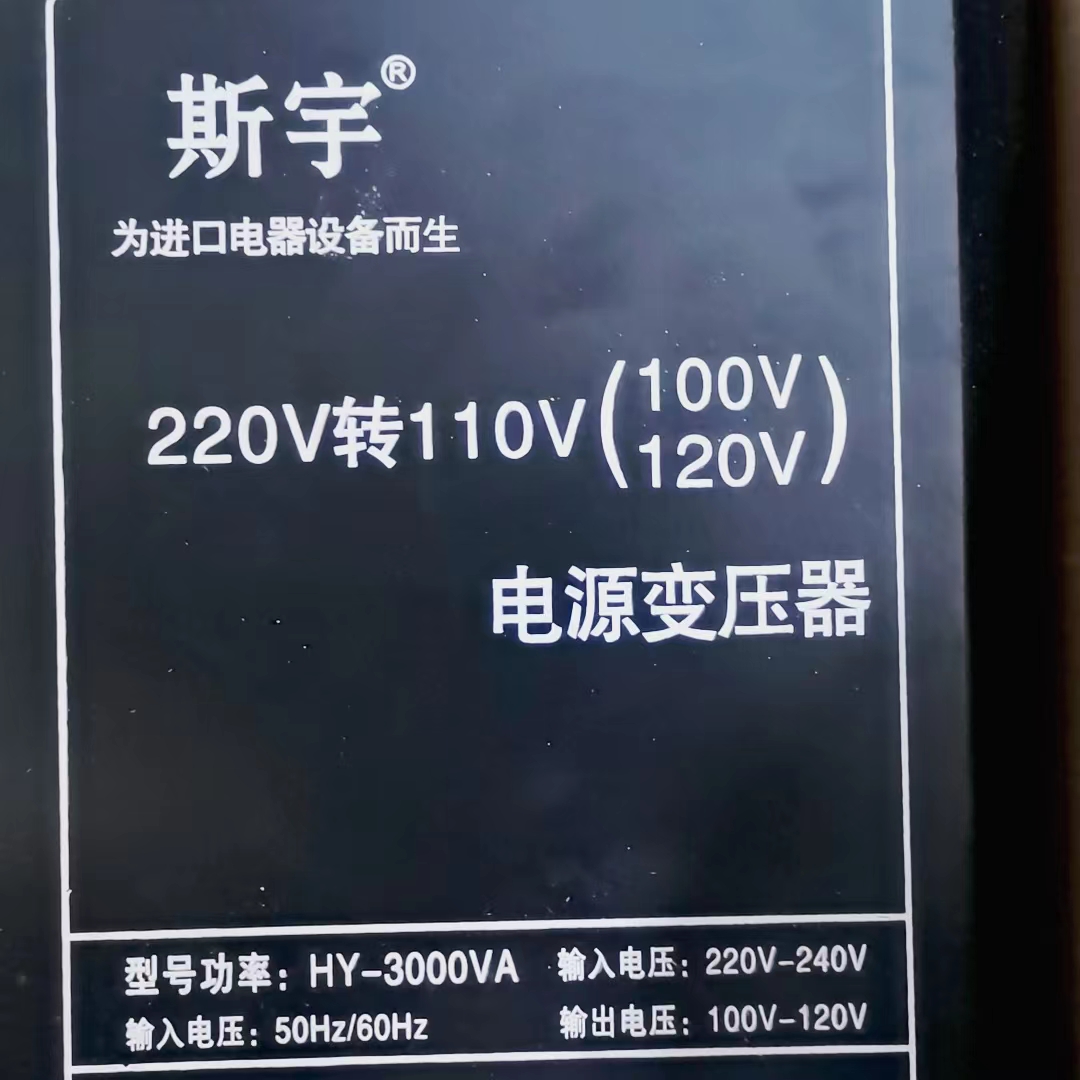 斯宇®
为进口电器设备而生
220V转110V(100V
120V)
电源变压器
型号功率：HY-3000VA 输入电压：220V-240V
输入电压：50Hz/60Hz 输出电压：100V-120V